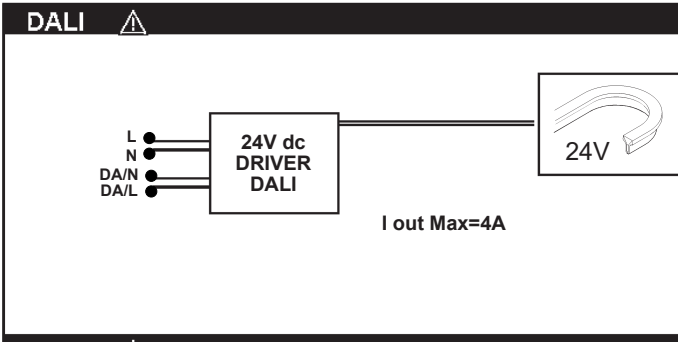 DALI
L
N
DA/N
DA/L
24V dc
DRIVER
DALI
24V
I out Max=4A